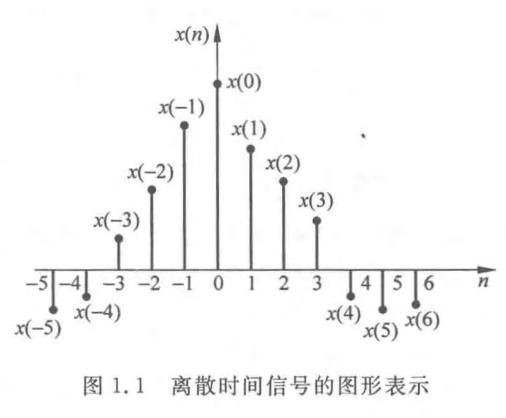 x(n)
x(0)
x(−1)
x(1)
x(−2)
x(2)
x(−3)
x(3)
−5 −4 −3 −2 −1 0 1 2 3 4 5 6 n
x(−5) x(−4) x(4) x(5) x(6)
图 1.1 离散时间信号的图形表示